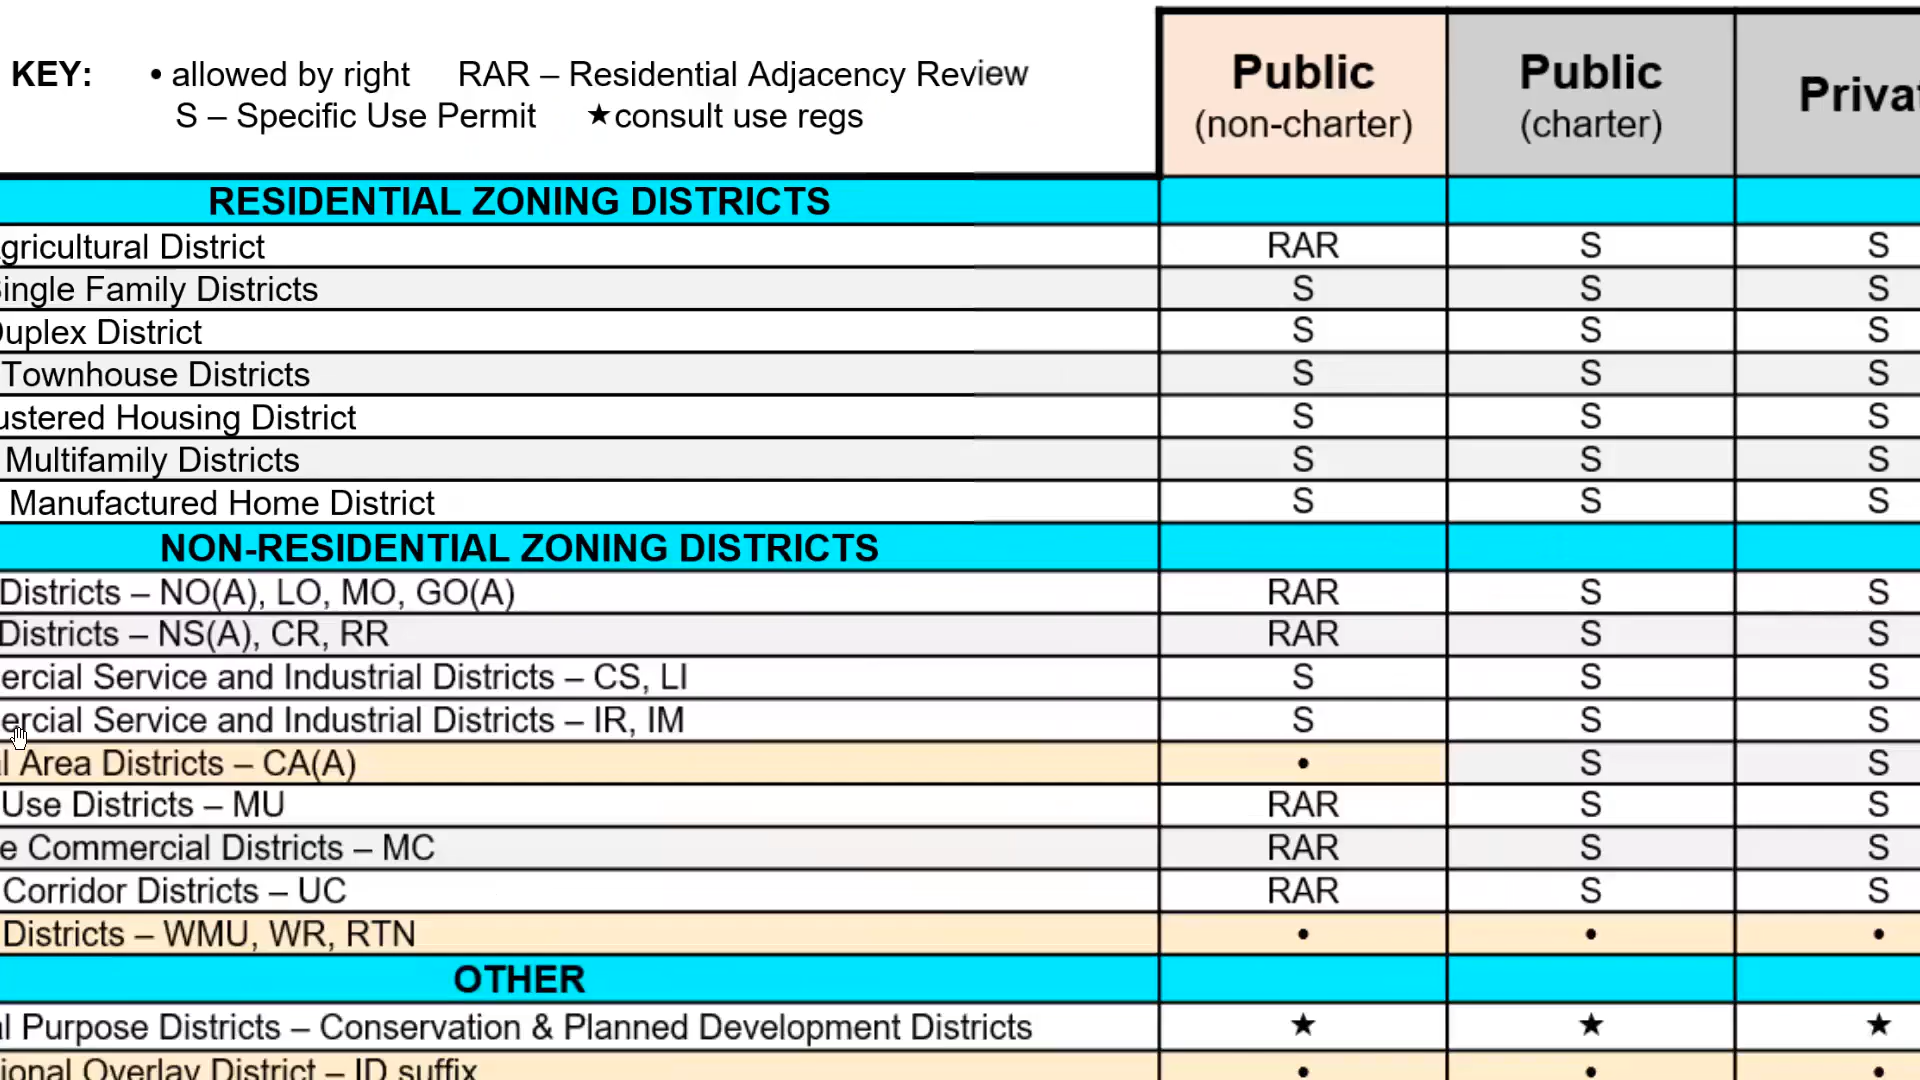 KEY: • allowed by right RAR – Residential Adjacency Review
S – Specific Use Permit ★consult use regs
Public
(non-charter)
Public
(charter)
RESIDENTIAL ZONING DISTRICTS
gricultural District RAR S S
ingle Family Districts S S S
uplex District S S S
Townhouse Districts S S S
ustered Housing District S S S
Multifamily Districts S S S
Manufactured Home District S S S
NON-RESIDENTIAL ZONING DISTRICTS
Districts – NO(A), LO, MO, GO(A) RAR S S
Districts – NS(A), CR, RR RAR S S
ercial Service and Industrial Districts – CS, LI S S S
ercial Service and Industrial Districts – IR, IM S S S
l Area Districts – CA(A) • S S
Use Districts – MU RAR S S
e Commercial Districts – MC RAR S S
Corridor Districts – UC RAR S S
Districts – WMU, WR, RTN • • •
OTHER
l Purpose Districts – Conservation & Planned Development Districts ★ ★ ★
ional Overlay District – ID suffix • • •